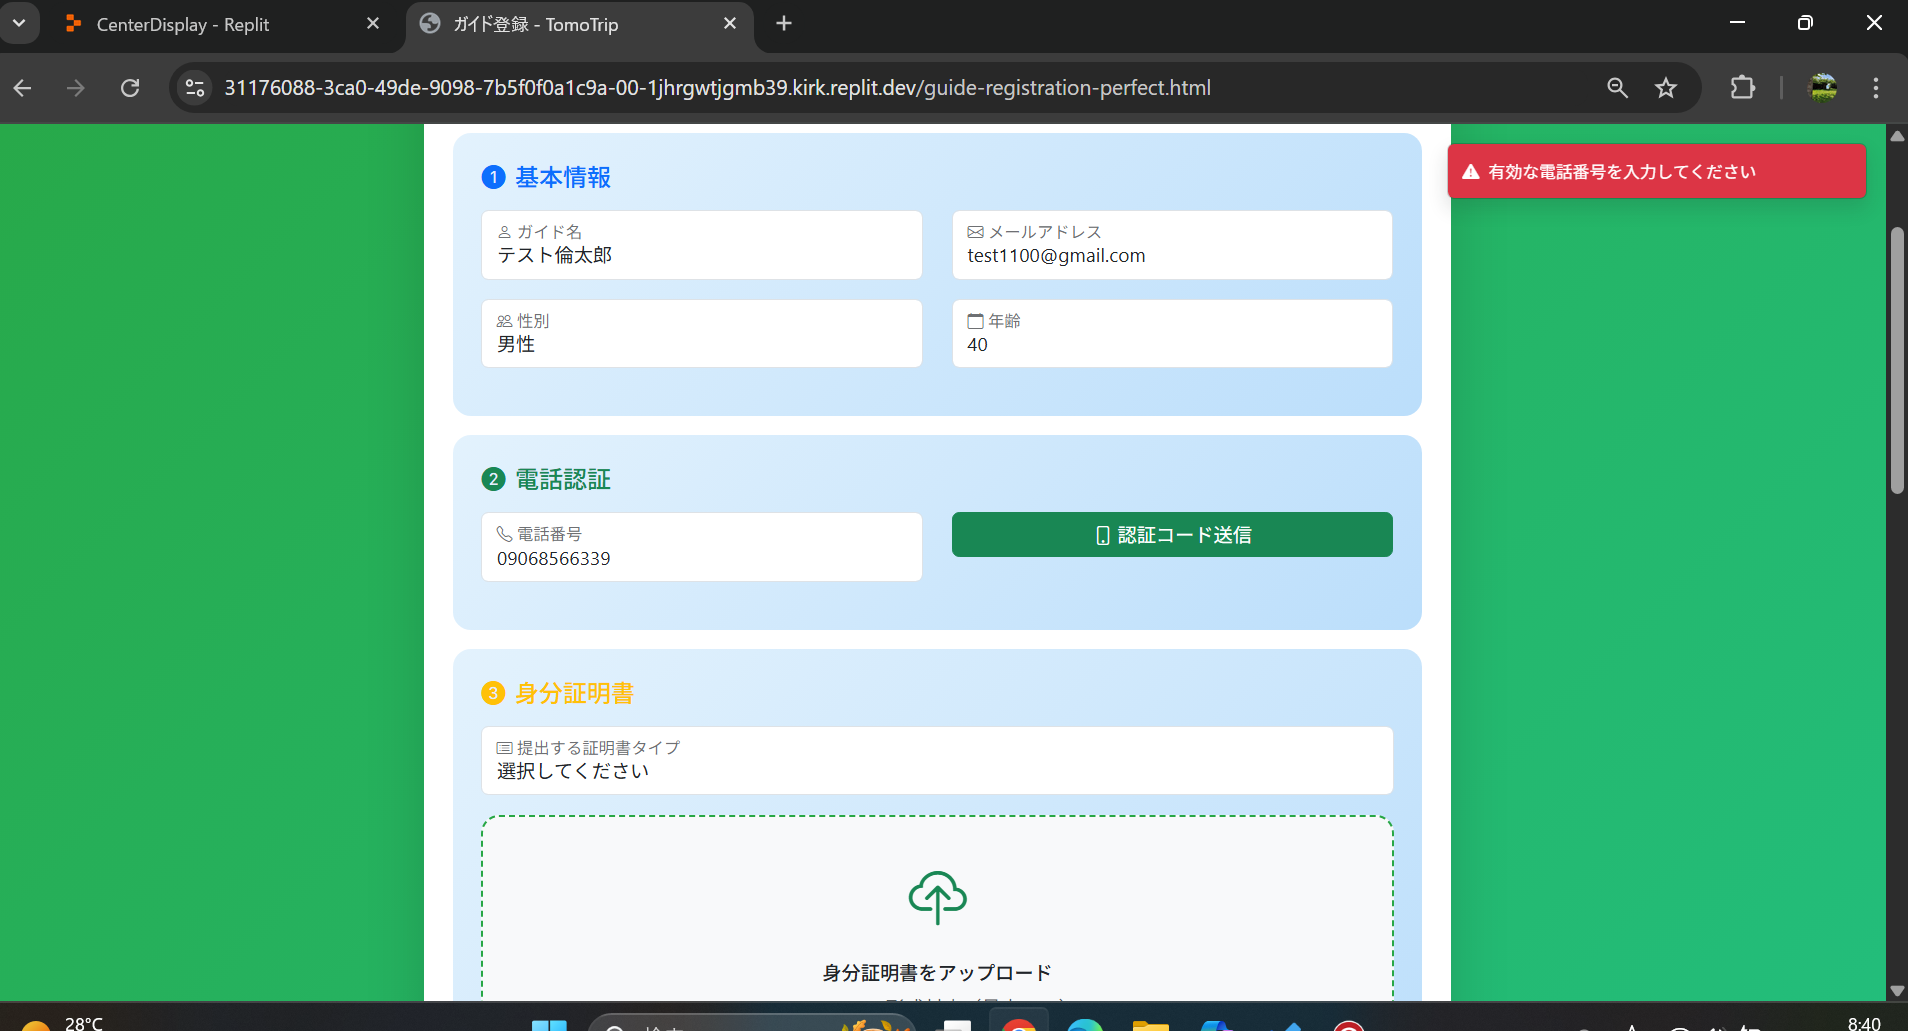 CenterDisplay - Replit
ガイド登録 - TomoTrip
31176088-3ca0-49de-9098-7b5f0f0a1c9a-00-1jhrgwtjgmb39.kirk.replit.dev/guide-registration-perfect.html
有効な電話番号を入力してください
1 基本情報
ガイド名
テスト倫太郎
メールアドレス
test1100@gmail.com
性別
男性
年齢
40
2 電話認証
電話番号
09068566339
認証コード送信
3 身分証明書
提出する証明書タイプ
選択してください
身分証明書をアップロード
28°C
8:40